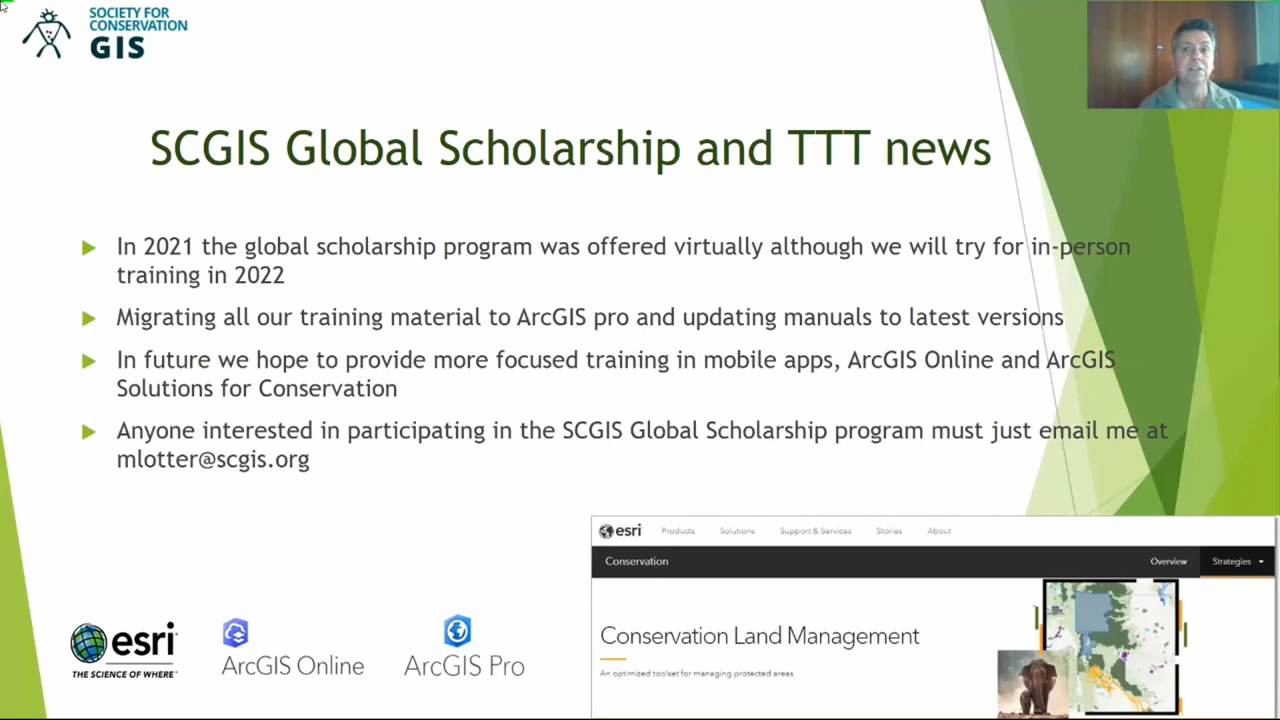 SOCIETY FOR
CONSERVATION
GIS
SCGIS Global Scholarship and TTT news
In 2021 the global scholarship program was offered virtually although we will try for in-person
training in 2022
Migrating all our training material to ArcGIS pro and updating manuals to latest versions
In future we hope to provide more focused training in mobile apps, ArcGIS Online and ArcGIS
Solutions for Conservation
Anyone interested in participating in the SCGIS Global Scholarship program must just email me at
mlotter@scgis.org
esri Products Solutions Support & Services Stories About
Conservation Overview Strategies
Conservation Land Management
An optimized toolset for managing protected areas
esri
THE SCIENCE OF WHERE
ArcGIS Online
ArcGIS Pro